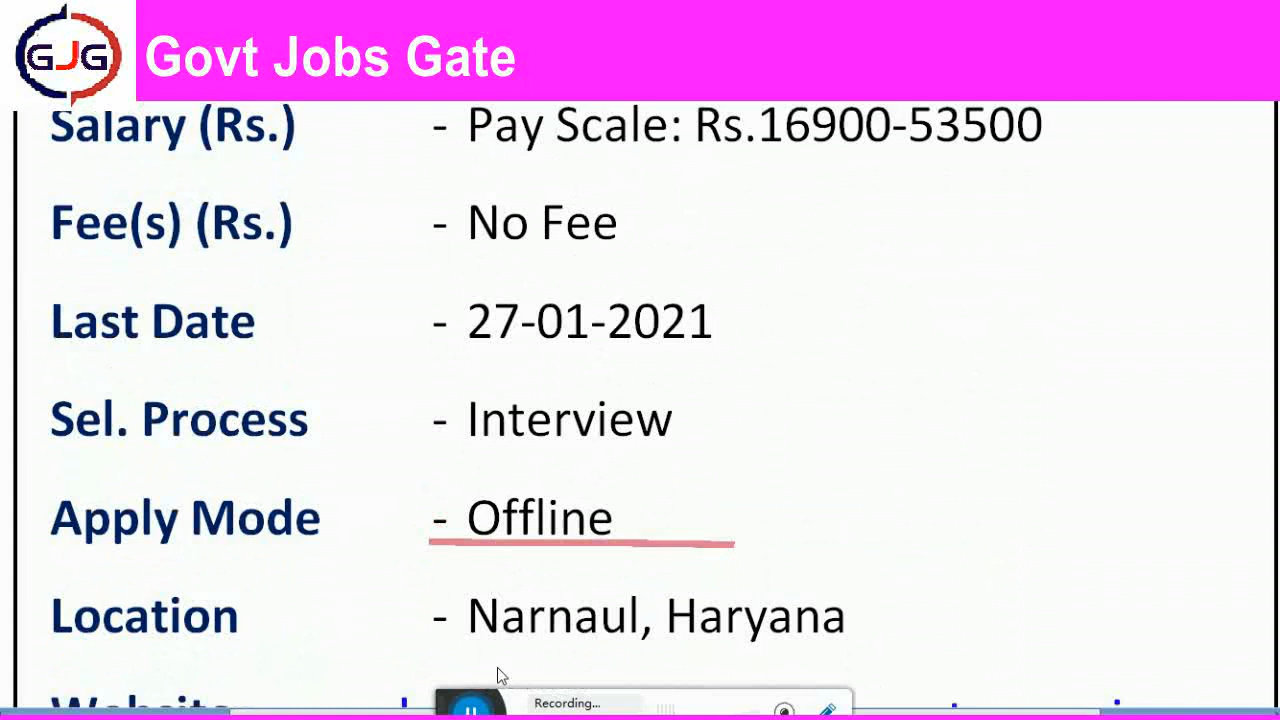 GJG Govt Jobs Gate
Salary (Rs.) - Pay Scale: Rs.16900-53500
Fee(s) (Rs.) - No Fee
Last Date - 27-01-2021
Sel. Process - Interview
Apply Mode - Offline
Location - Narnaul, Haryana
Website
Recording...